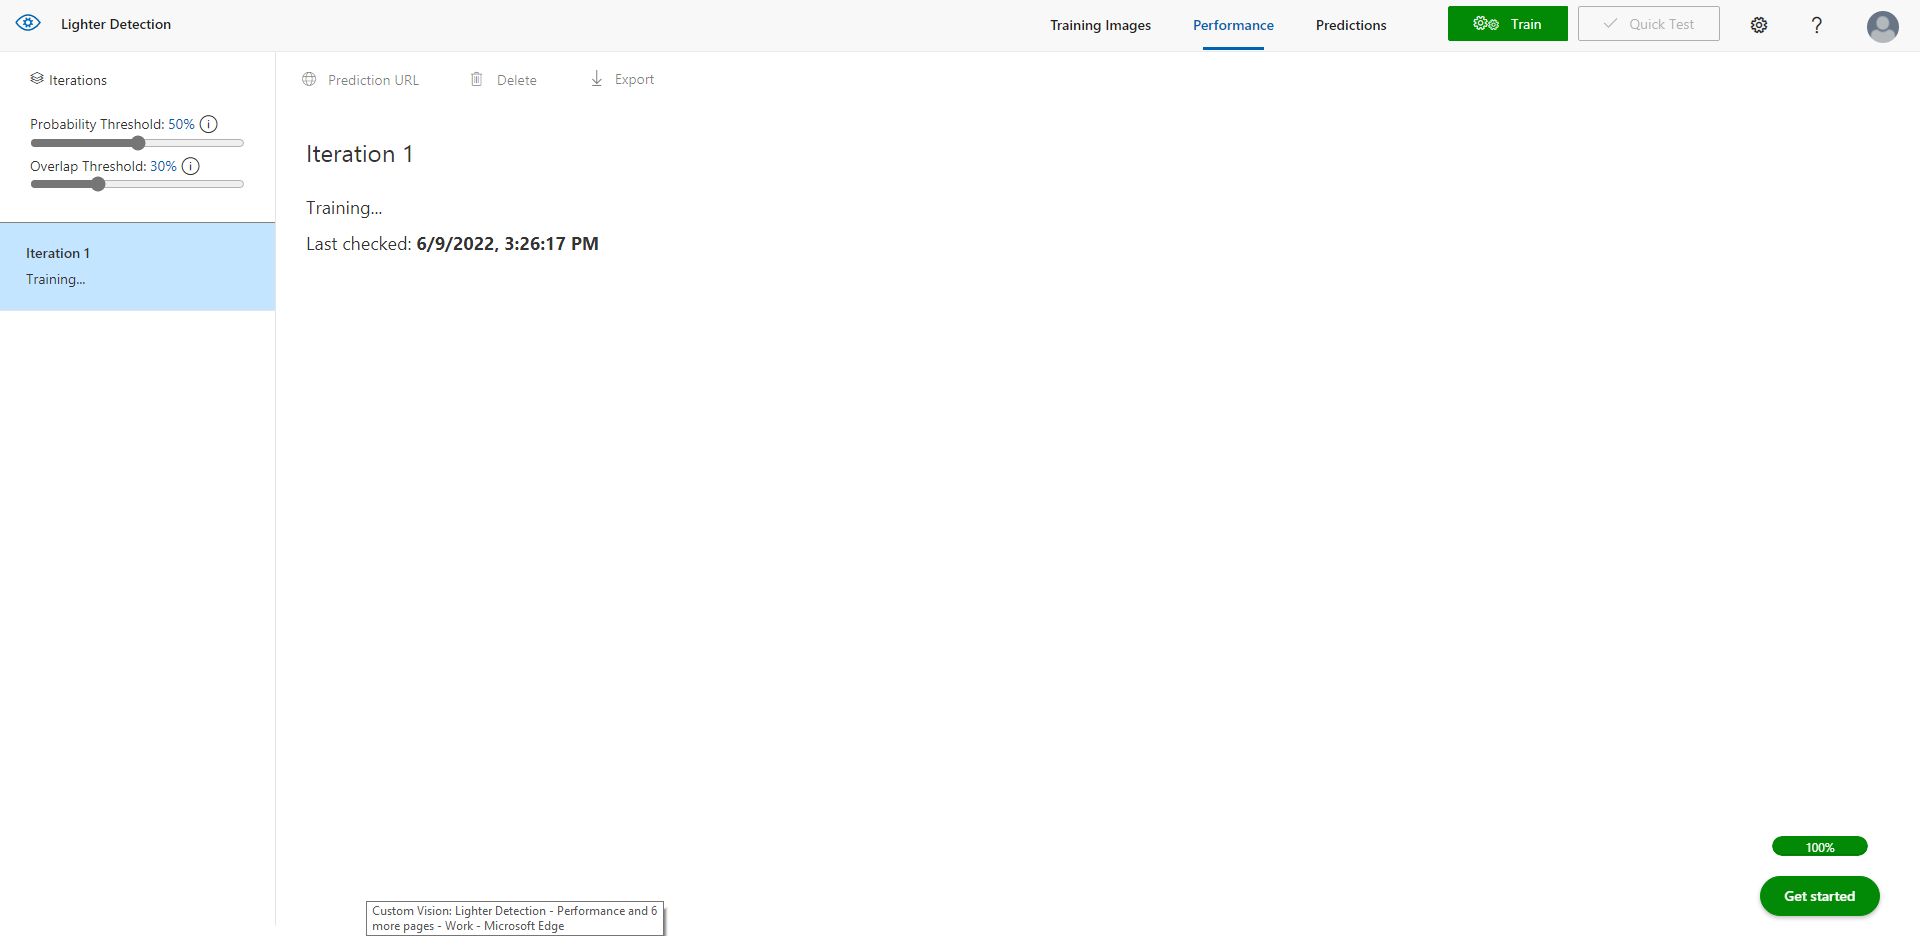 Lighter Detection
Training Images
Performance
Predictions
Train
Quick Test
?
Iterations
Probability Threshold: 50%
Overlap Threshold: 30%
Iteration 1
Training...
Prediction URL
Delete
Export
Iteration 1
Training...
Last checked: 6/9/2022, 3:26:17 PM
100%
Get started
Custom Vision: Lighter Detection - Performance and 6
more pages - Work - Microsoft Edge